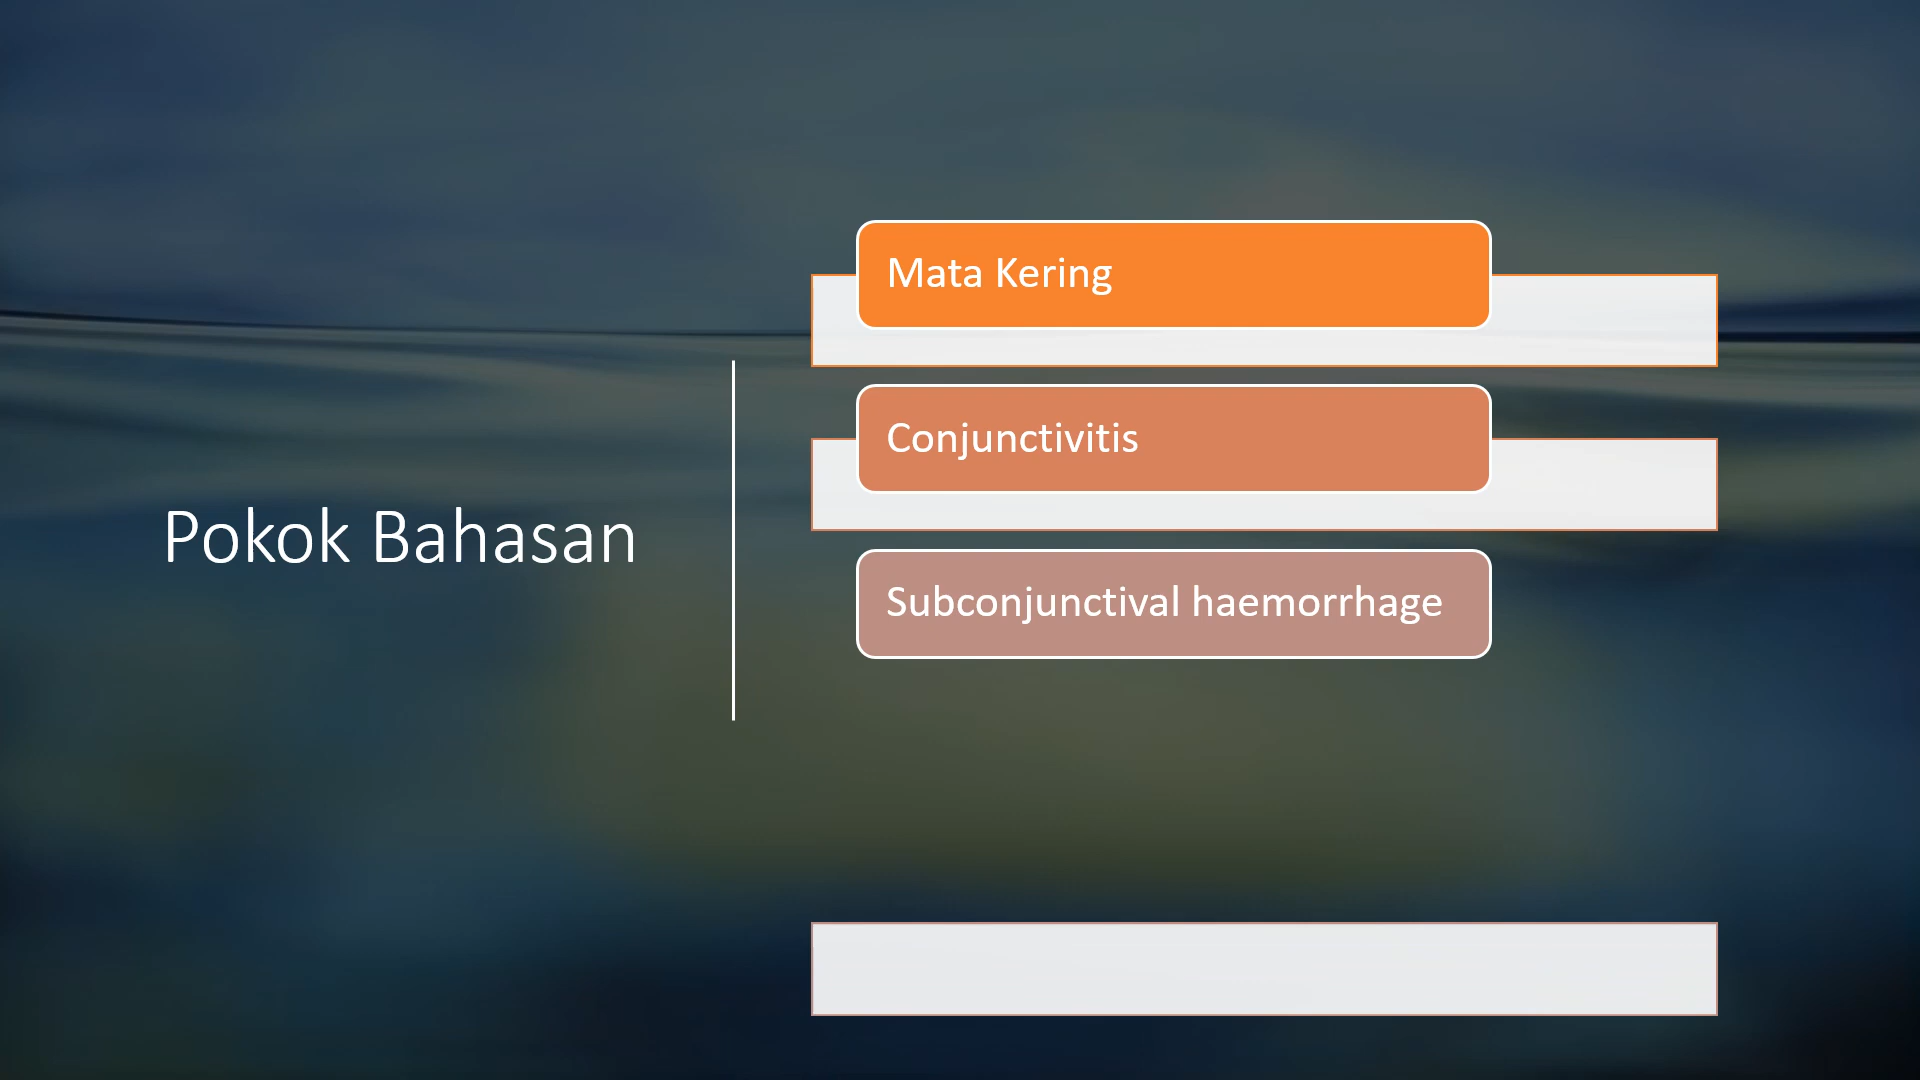 Pokok Bahasan
Mata Kering
Conjunctivitis
Subconjunctival haemorrhage